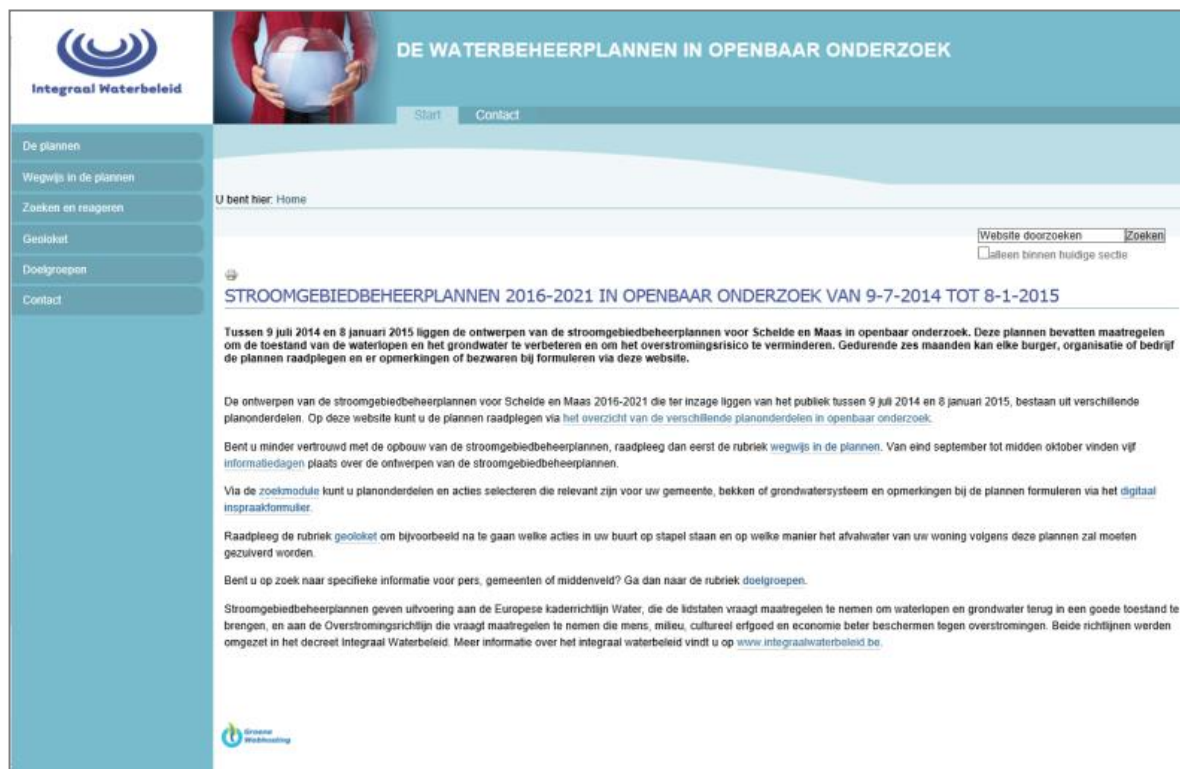 Integraal Waterbeleid
DE WATERBEHEERPLANNEN IN OPENBAAR ONDERZOEK
Start
Contact
De plannen
Wegwijs in de plannen
Zoeken en reageren
Geoloket
Doelgroepen
Contact
U bent hier: Home
Website doorzoeken
Zoeken
alleen binnen huidige sectie
STROOMGEBIEDBEHEERPLANNEN 2016-2021 IN OPENBAAR ONDERZOEK VAN 9-7-2014 TOT 8-1-2015
Tussen 9 juli 2014 en 8 januari 2015 liggen de ontwerpen van de stroomgebiedbeheerplannen voor Schelde en Maas in openbaar onderzoek. Deze plannen bevatten maatregelen
om de toestand van de waterlopen en het grondwater te verbeteren en om het overstromingsrisico te verminderen. Gedurende zes maanden kan elke burger, organisatie of bedrijf
de plannen raadplegen en er opmerkingen of bezwaren bij formuleren via deze website.
De ontwerpen van de stroomgebiedbeheerplannen voor Schelde en Maas 2016-2021 die ter inzage liggen van het publiek tussen 9 juli 2014 en 8 januari 2015, bestaan uit verschillende
planonderdelen. Op deze website kunt u de plannen raadplegen via het overzicht van de verschillende planonderdelen in openbaar onderzoek.
Bent u minder vertrouwd met de opbouw van de stroomgebiedbeheerplannen, raadpleeg dan eerst de rubriek wegwijs in de plannen. Van eind september tot midden oktober vinden vijf
informatiedagen plaats over de ontwerpen van de stroomgebiedbeheerplannen.
Via de zoekmodule kunt u planonderdelen en acties selecteren die relevant zijn voor uw gemeente, bekken of grondwatersysteem en opmerkingen bij de plannen formuleren via het digitaal
inspraakformulier.
Raadpleeg de rubriek geoloket om bijvoorbeeld na te gaan welke acties in uw buurt op stapel staan en op welke manier het afvalwater van uw woning volgens deze plannen zal moeten
gezuiverd worden.
Bent u op zoek naar specifieke informatie voor pers, gemeenten of middenveld? Ga dan naar de rubriek doelgroepen.
Stroomgebiedbeheerplannen geven uitvoering aan de Europese kaderrichtlijn Water, die de lidstaten vraagt maatregelen te nemen om waterlopen en grondwater terug in een goede toestand te
brengen, en aan de Overstromingsrichtlijn die vraagt maatregelen te nemen die mens, milieu, cultureel erfgoed en economie beter beschermen tegen overstromingen. Beide richtlijnen werden
omgezet in het decreet Integraal Waterbeleid. Meer informatie over het integraal waterbeleid vindt u op www.integraalwaterbeleid.be.
Groene
Webhosting